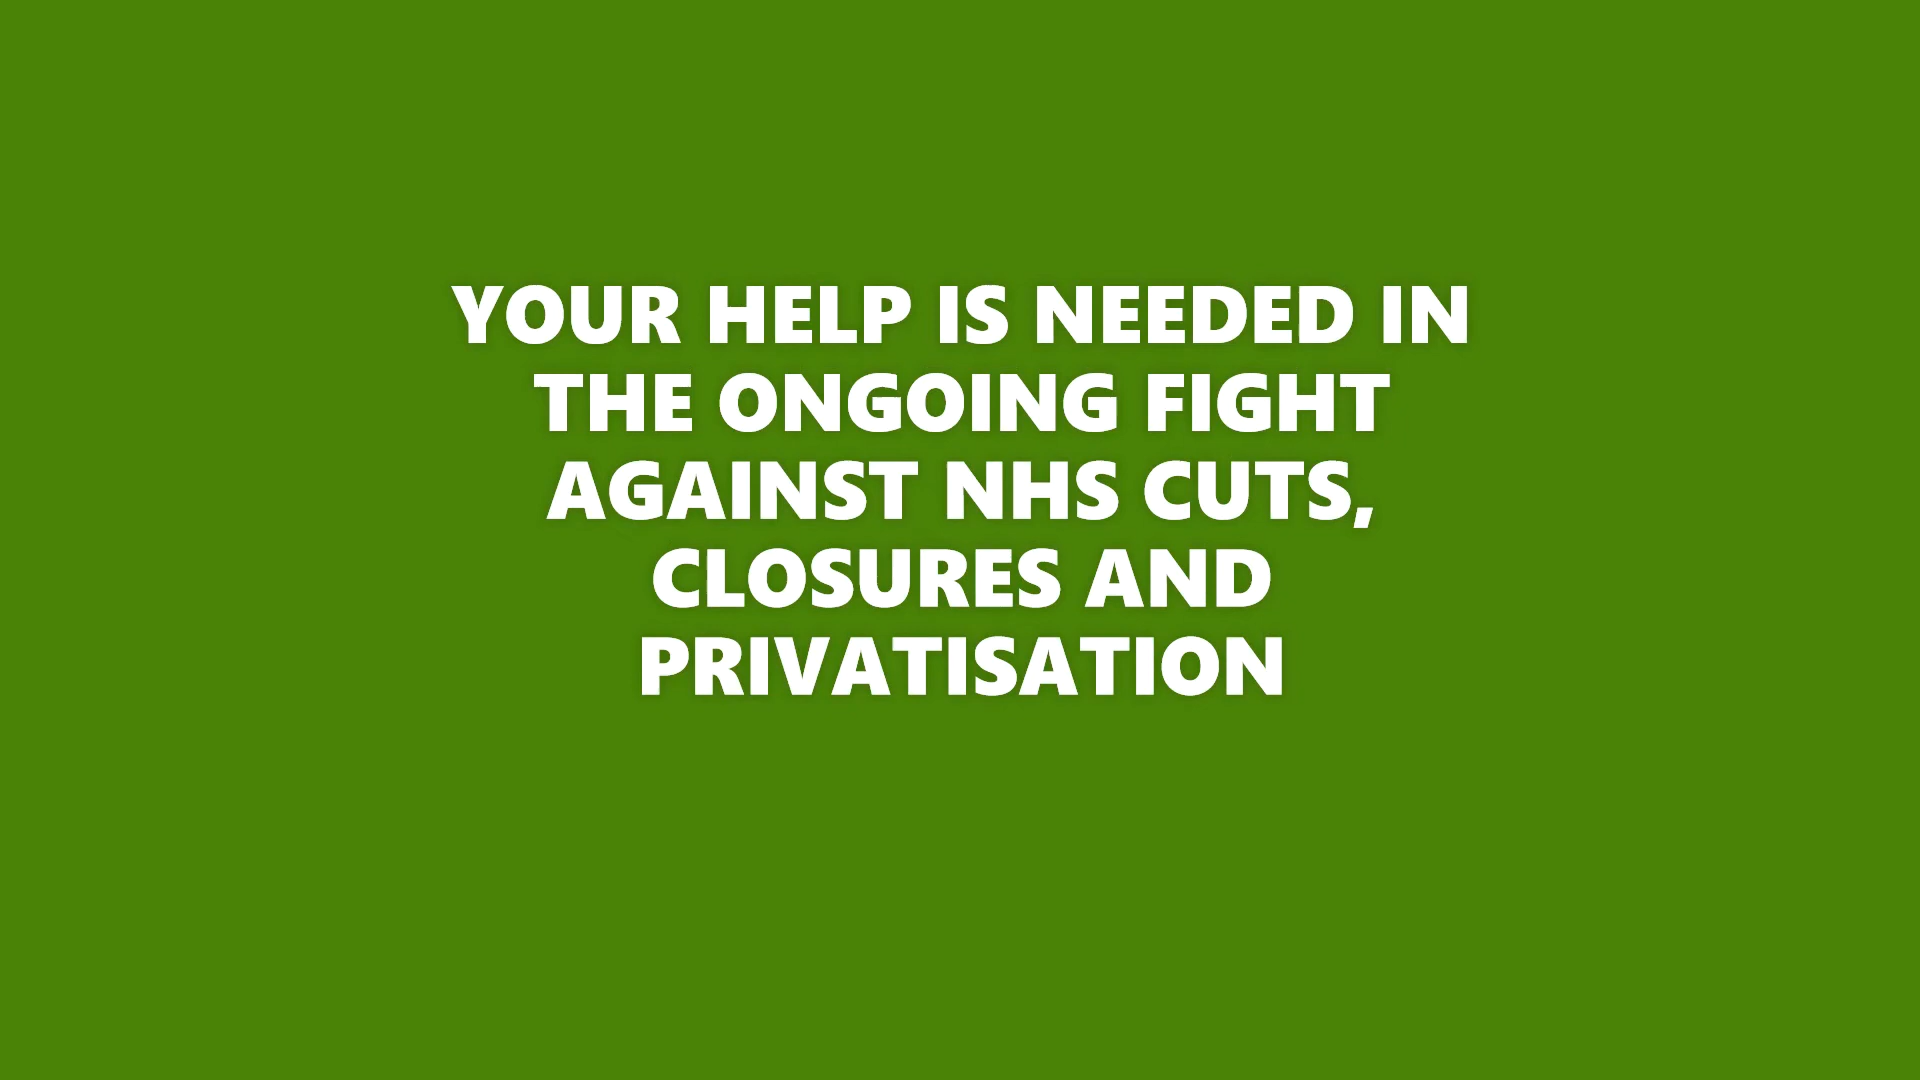 YOUR HELP IS NEEDED IN
THE ONGOING FIGHT
AGAINST NHS CUTS,
CLOSURES AND
PRIVATISATION